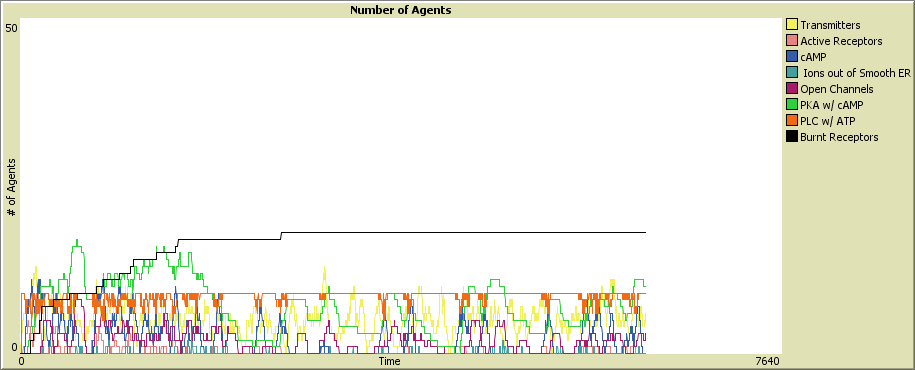 Number of Agents
50
# of Agents
0
0
Time
7640
Transmitters
Active Receptors
cAMP
Ions out of Smooth ER
Open Channels
PKA w/ cAMP
PLC w/ ATP
Burnt Receptors